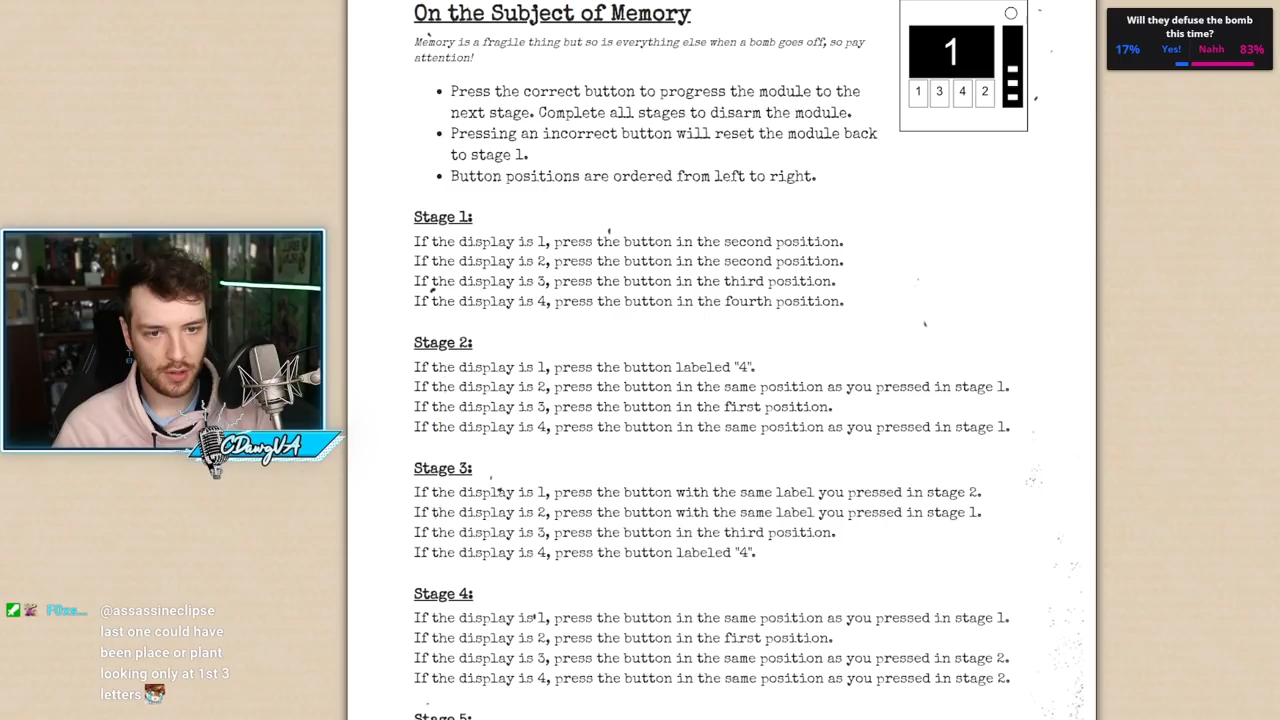 On the Subject of Memory
Memory is a fragile thing but so is everything else when a bomb goes off, so pay
attention!
Press the correct button to progress the module to the
next stage. Complete all stages to disarm the module.
Pressing an incorrect button will reset the module back
to stage 1.
Button positions are ordered from left to right.
1
1 3 4 2
Will they defuse the bomb
this time?
17% Yes! Nahh 83%
Stage 1:
If the display is 1, press the button in the second position.
If the display is 2, press the button in the second position.
If the display is 3, press the button in the third position.
If the display is 4, press the button in the fourth position.
Stage 2:
If the display is 1, press the button labeled "4".
If the display is 2, press the button in the same position as you pressed in stage 1.
If the display is 3, press the button in the first position.
If the display is 4, press the button in the same position as you pressed in stage 1.
CDawgVA
Stage 3:
If the display is 1, press the button with the same label you pressed in stage 2.
If the display is 2, press the button with the same label you pressed in stage 1.
If the display is 3, press the button in the third position.
If the display is 4, press the button labeled "4".
Stage 4:
If the display is 1, press the button in the same position as you pressed in stage 1.
If the display is 2, press the button in the first position.
If the display is 3, press the button in the same position as you pressed in stage 2.
If the display is 4, press the button in the same position as you pressed in stage 2.
Stage 5:
@assassineclipse
last one could have
been place or plant
looking only at 1st 3
letters